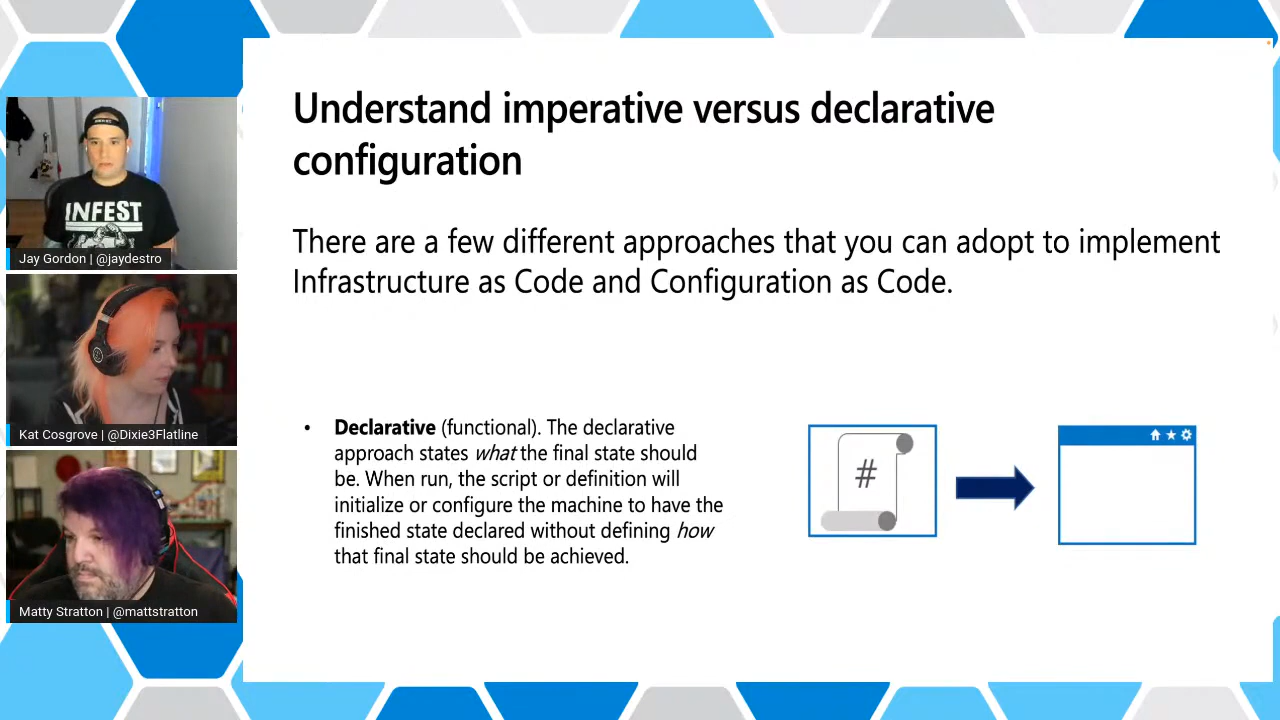 Understand imperative versus declarative
configuration
There are a few different approaches that you can adopt to implement
Infrastructure as Code and Configuration as Code.
• Declarative (functional). The declarative
approach states what the final state should
be. When run, the script or definition will
initialize or configure the machine to have the
finished state declared without defining how
that final state should be achieved.
#
INFEST
Jay Gordon | @jaydestro
Kat Cosgrove | @Dixie3Flatline
Matty Stratton | @mattstratton